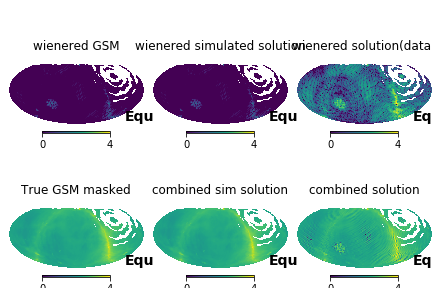 wienered GSM
wienered simulated solution
wienered solution(data
Equ
Equ
Eq
0 4
0 4
0 4
True GSM masked
combined sim solution
combined solution
Equ
Equ
Eq
0 4
0 4
0 4